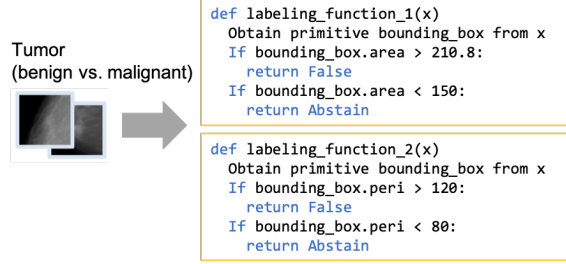 Tumor
(benign vs. malignant)
def labeling_function_1(x)
  Obtain primitive bounding_box from x
  If bounding_box.area > 210.8:
    return False
  If bounding_box.area < 150:
    return Abstain
def labeling_function_2(x)
  Obtain primitive bounding_box from x
  If bounding_box.peri > 120:
    return False
  If bounding_box.peri < 80:
    return Abstain